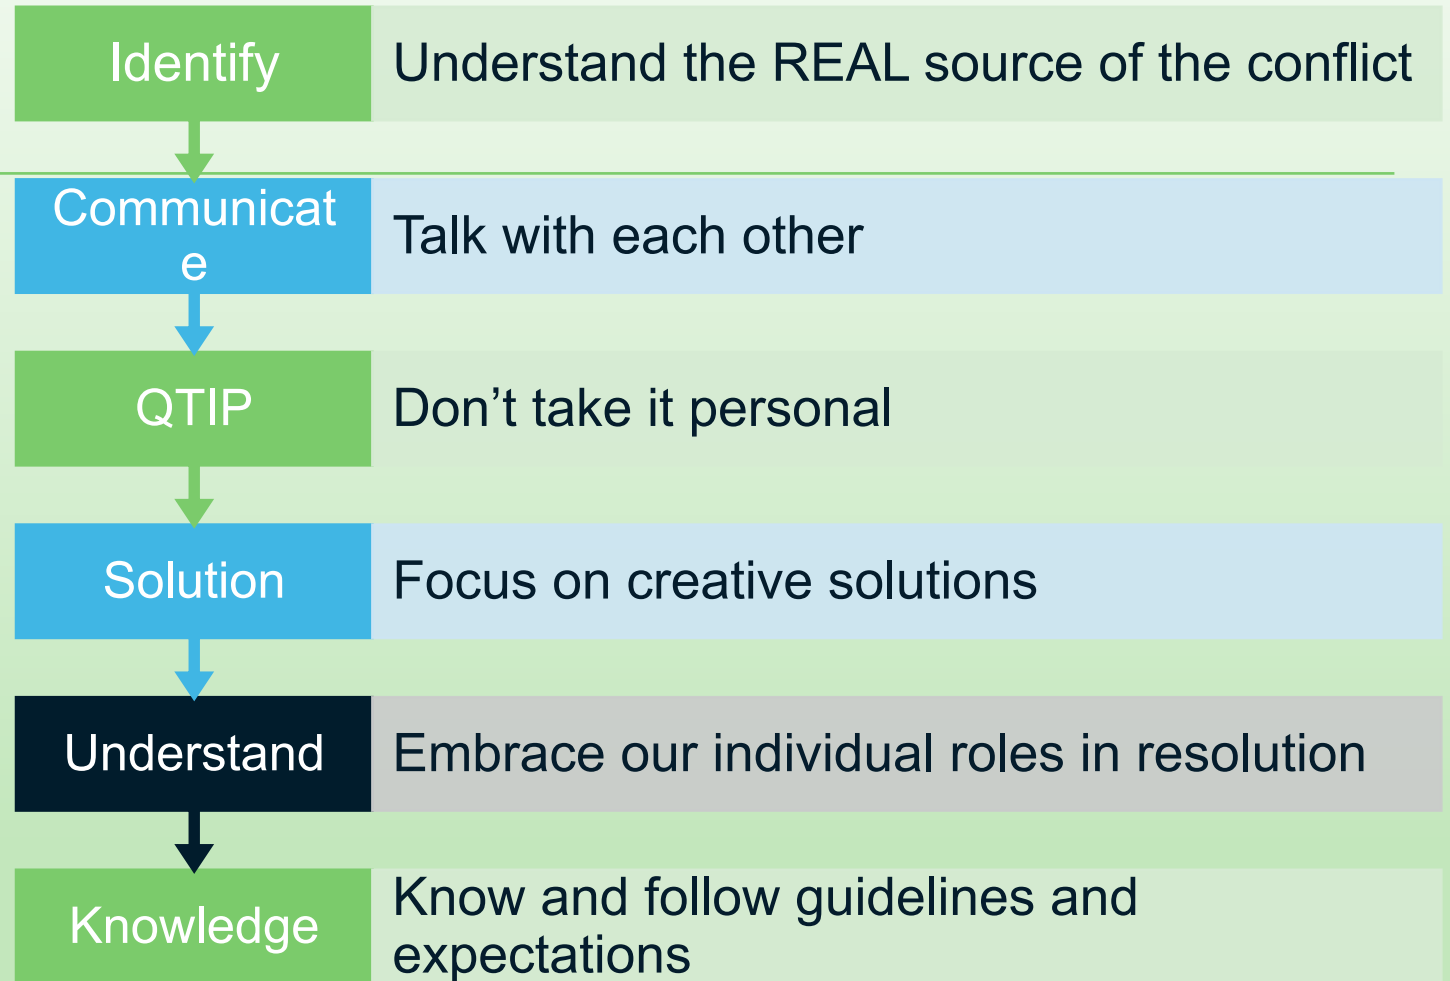 Identify
Understand the REAL source of the conflict
Communicat
e
Talk with each other
QTIP
Don’t take it personal
Solution
Focus on creative solutions
Understand
Embrace our individual roles in resolution
Knowledge
Know and follow guidelines and
expectations